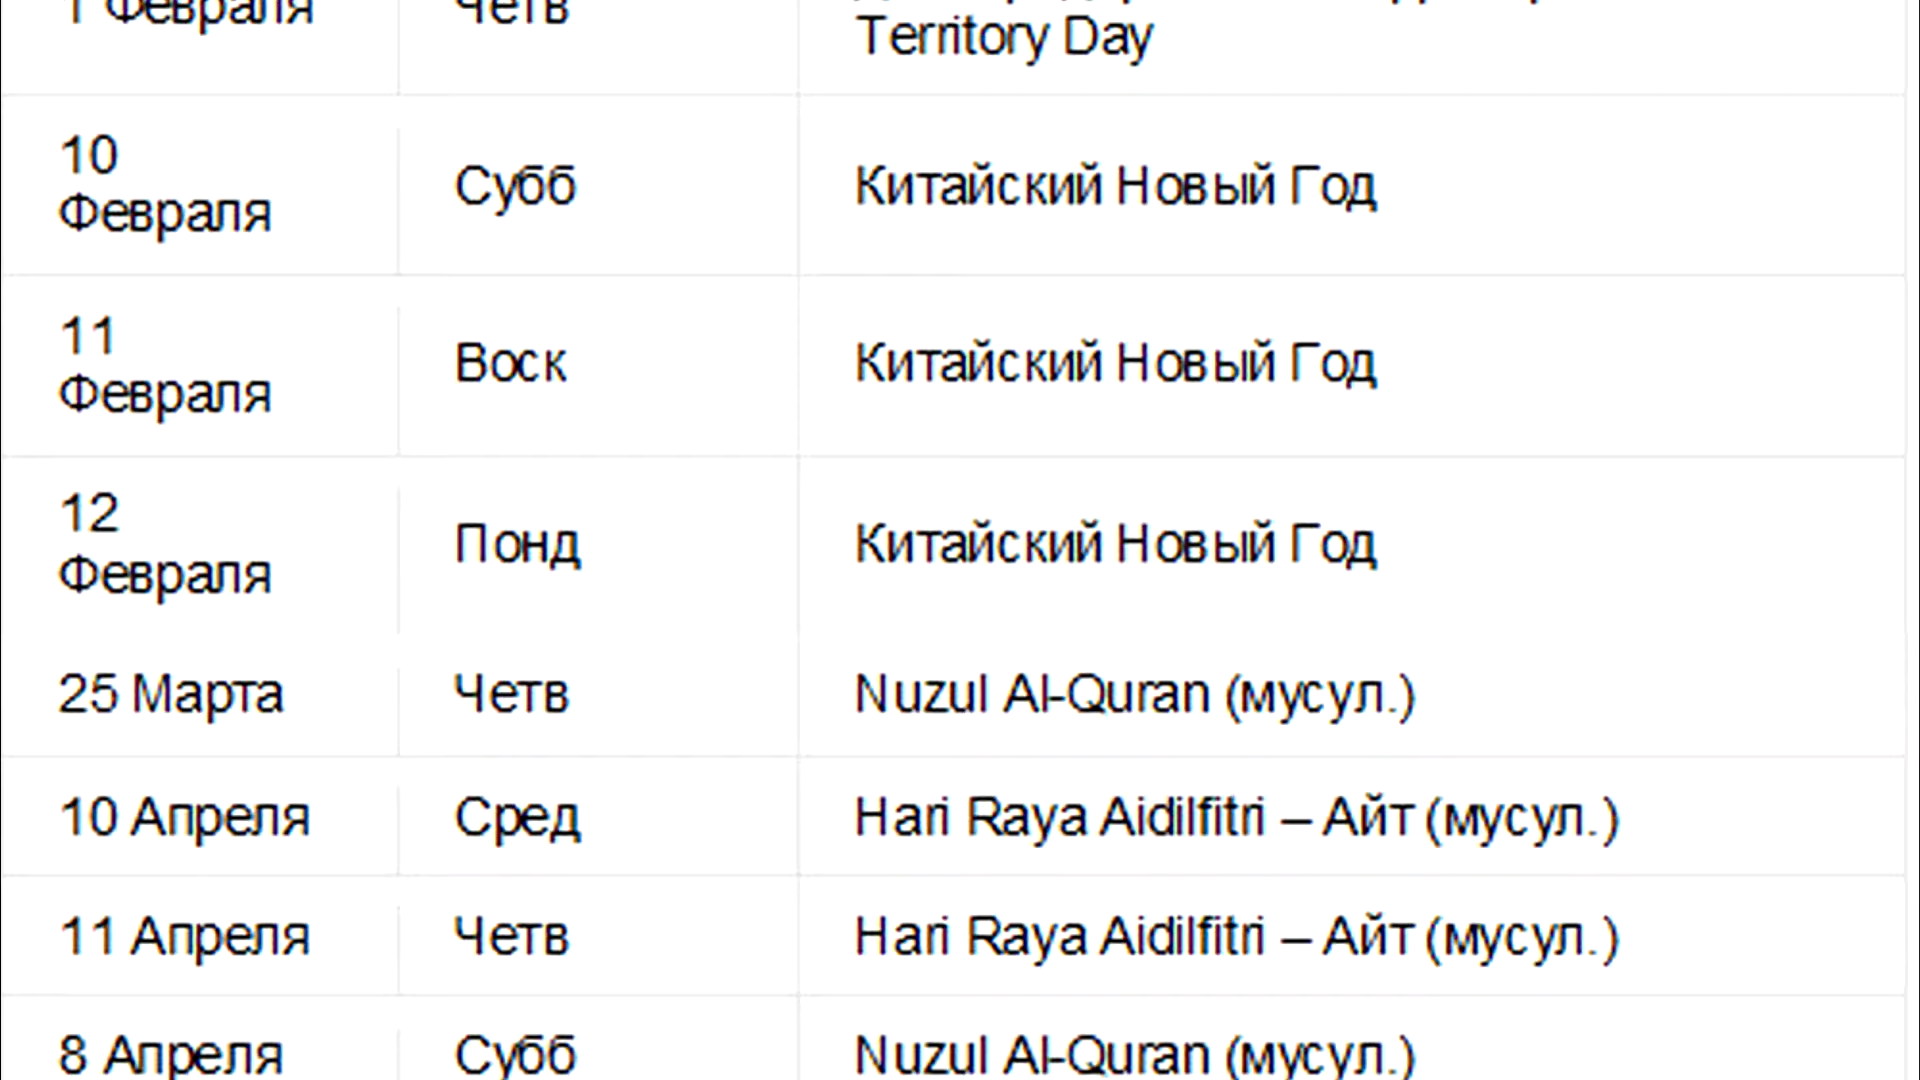 1 Февраля Четв
Territory Day
10
Февраля
Субб
Китайский Новый Год
11
Февраля
Воск
Китайский Новый Год
12
Февраля
Понд
Китайский Новый Год
25 Марта Четв Nuzul Al-Quran (мусул.)
10 Апреля Сред Hari Raya Aidilfitri – Айт (мусул.)
11 Апреля Четв Hari Raya Aidilfitri – Айт (мусул.)
8 Апреля Субб Nuzul Al-Quran (мусул.)